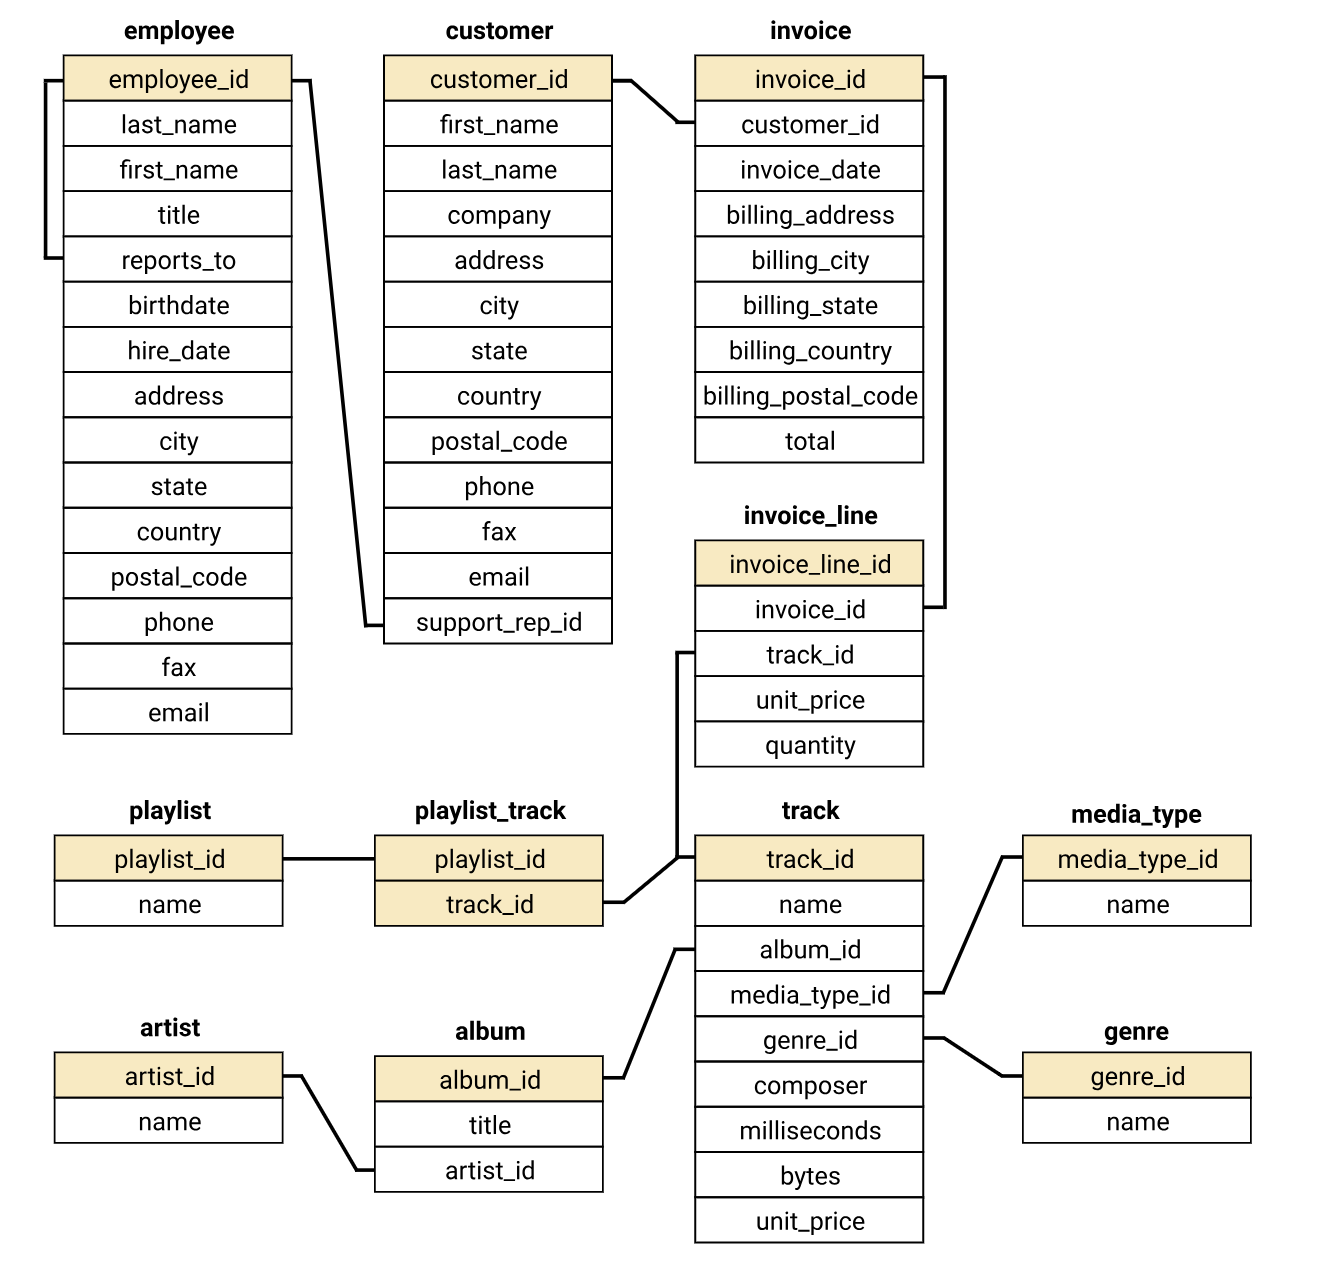 employee
employee_id
last_name
first_name
title
reports_to
birthdate
hire_date
address
city
state
country
postal_code
phone
fax
email
customer
customer_id
first_name
last_name
company
address
city
state
country
postal_code
phone
fax
email
support_rep_id
invoice
invoice_id
customer_id
invoice_date
billing_address
billing_city
billing_state
billing_country
billing_postal_code
total
invoice_line
invoice_line_id
invoice_id
track_id
unit_price
quantity
playlist
playlist_id
name
playlist_track
playlist_id
track_id
track
track_id
name
album_id
media_type_id
genre_id
composer
milliseconds
bytes
unit_price
media_type
media_type_id
name
artist
artist_id
name
album
album_id
title
artist_id
genre
genre_id
name